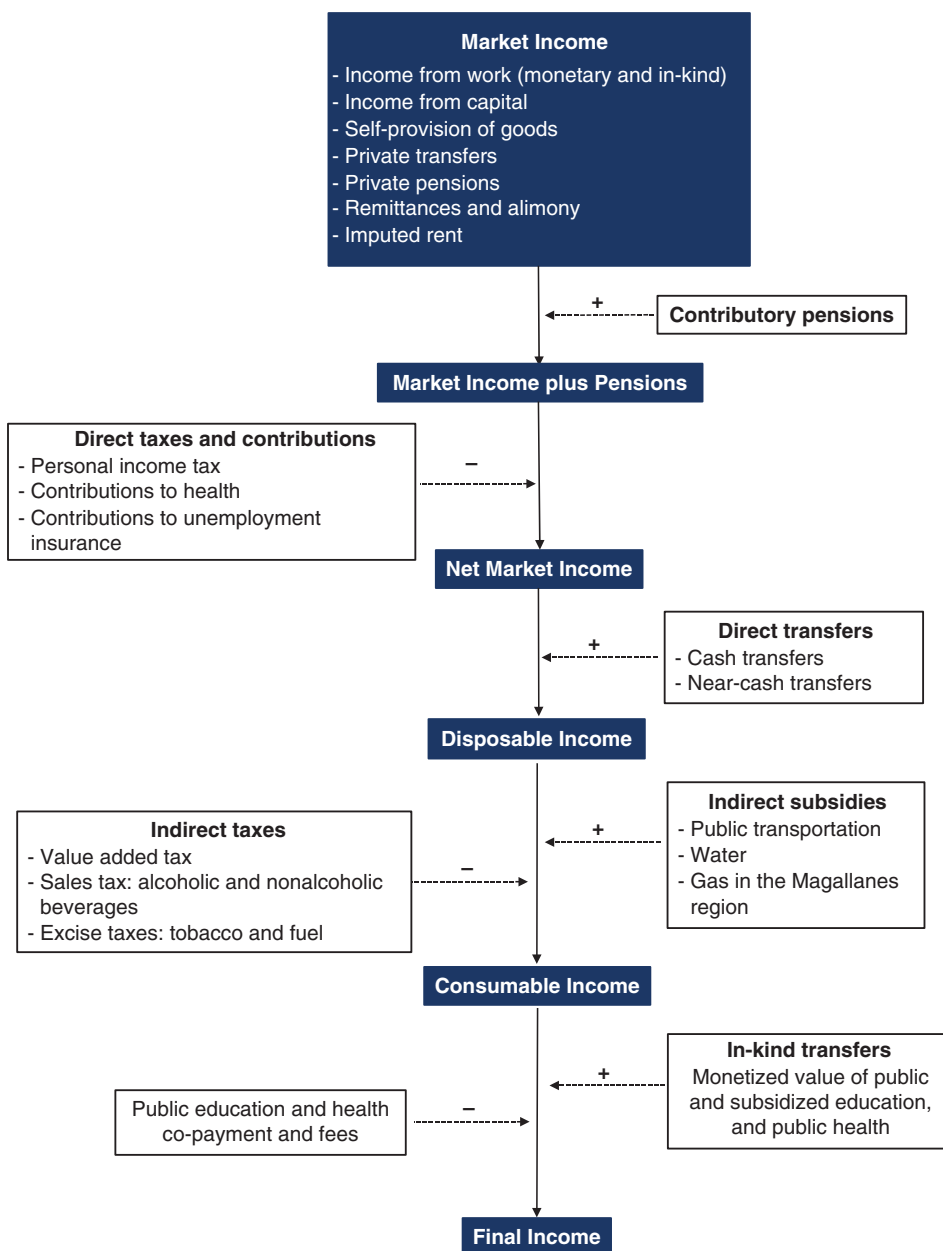 Market Income
- Income from work (monetary and in-kind)
- Income from capital
- Self-provision of goods
- Private transfers
- Private pensions
- Remittances and alimony
- Imputed rent
+
Contributory pensions
Market Income plus Pensions
Direct taxes and contributions
- Personal income tax
- Contributions to health
- Contributions to unemployment
insurance
–
Net Market Income
+
Direct transfers
- Cash transfers
- Near-cash transfers
Disposable Income
Indirect taxes
- Value added tax
- Sales tax: alcoholic and nonalcoholic
beverages
- Excise taxes: tobacco and fuel
–
+
Indirect subsidies
- Public transportation
- Water
- Gas in the Magallanes
region
Consumable Income
+
In-kind transfers
Monetized value of public
and subsidized education,
and public health
Public education and health
co-payment and fees
–
Final Income